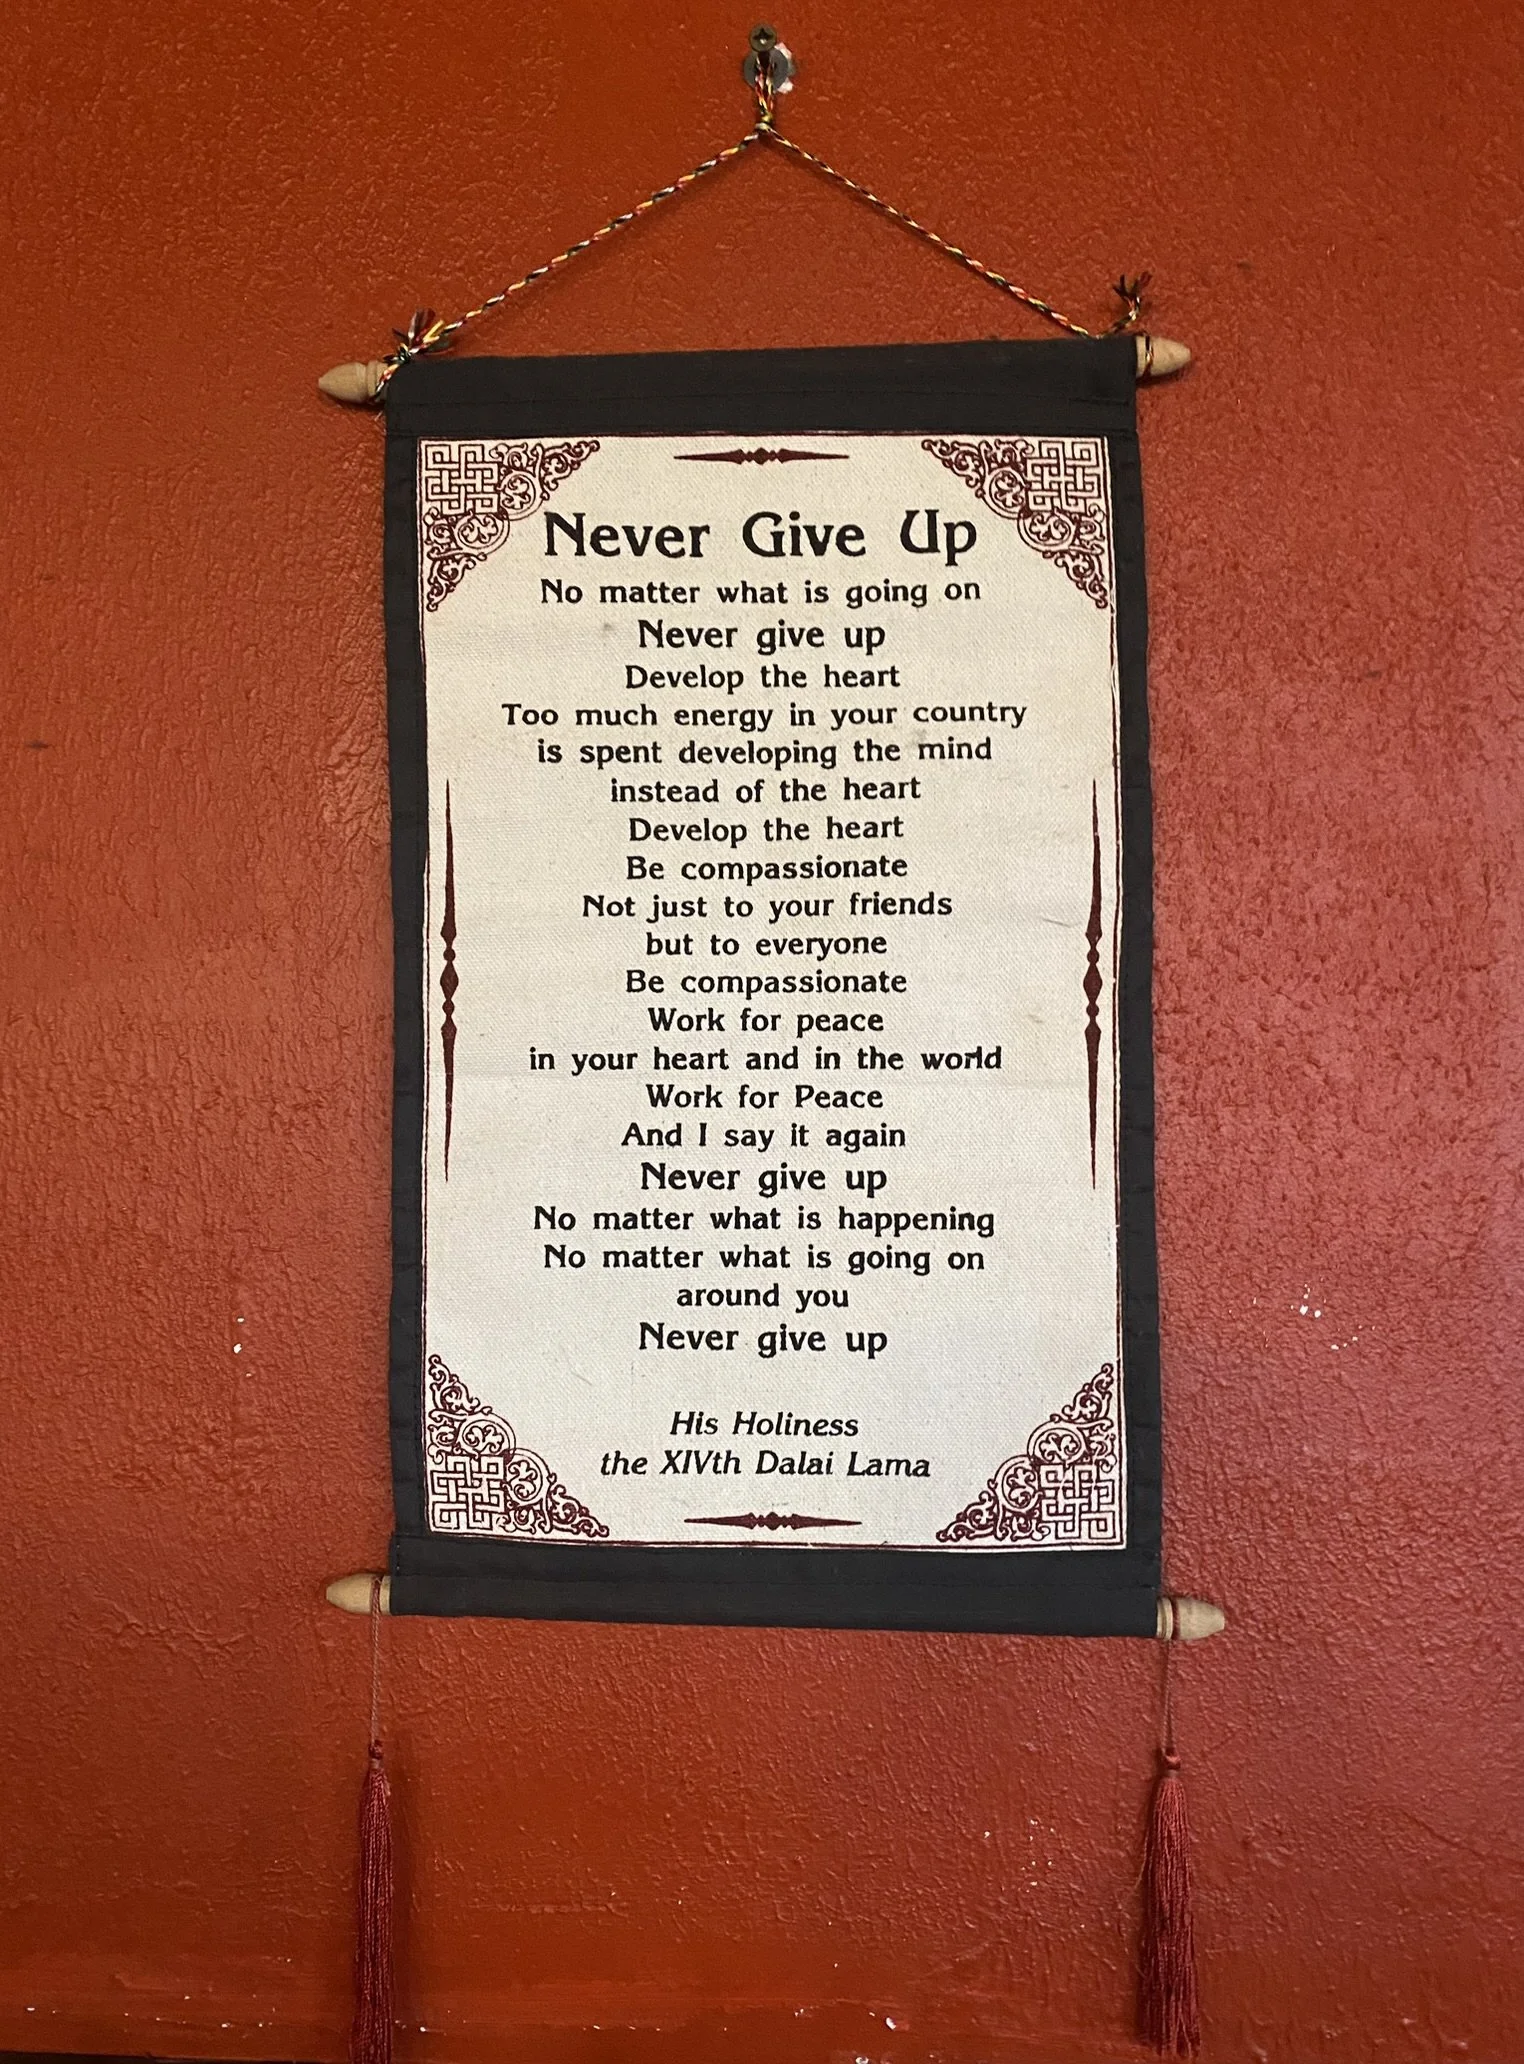 Never Give Up
No matter what is going on
Never give up
Develop the heart
Too much energy in your country
is spent developing the mind
instead of the heart
Develop the heart
Be compassionate
Not just to your friends
but to everyone
Be compassionate
Work for peace
in your heart and in the world
Work for Peace
And I say it again
Never give up
No matter what is happening
No matter what is going on
around you
Never give up
His Holiness
the XIVth Dalai Lama